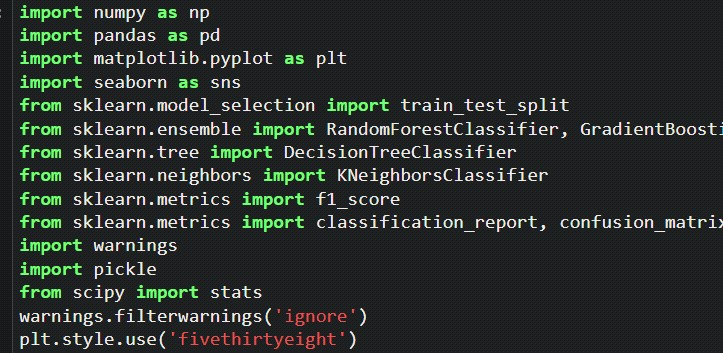 import numpy as np
import pandas as pd
import matplotlib.pyplot as plt
import seaborn as sns
from sklearn.model_selection import train_test_split
from sklearn.ensemble import RandomForestClassifier, GradientBoosti
from sklearn.tree import DecisionTreeClassifier
from sklearn.neighbors import KNeighborsClassifier
from sklearn.metrics import f1_score
from sklearn.metrics import classification_report, confusion_matrix
import warnings
import pickle
from scipy import stats
warnings.filterwarnings('ignore')
plt.style.use('fivethirtyeight')